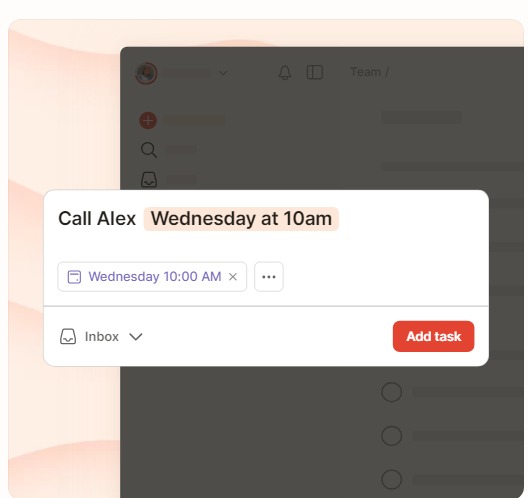 Team /
Call Alex Wednesday at 10am
Wednesday 10:00 AM
Inbox
Add task